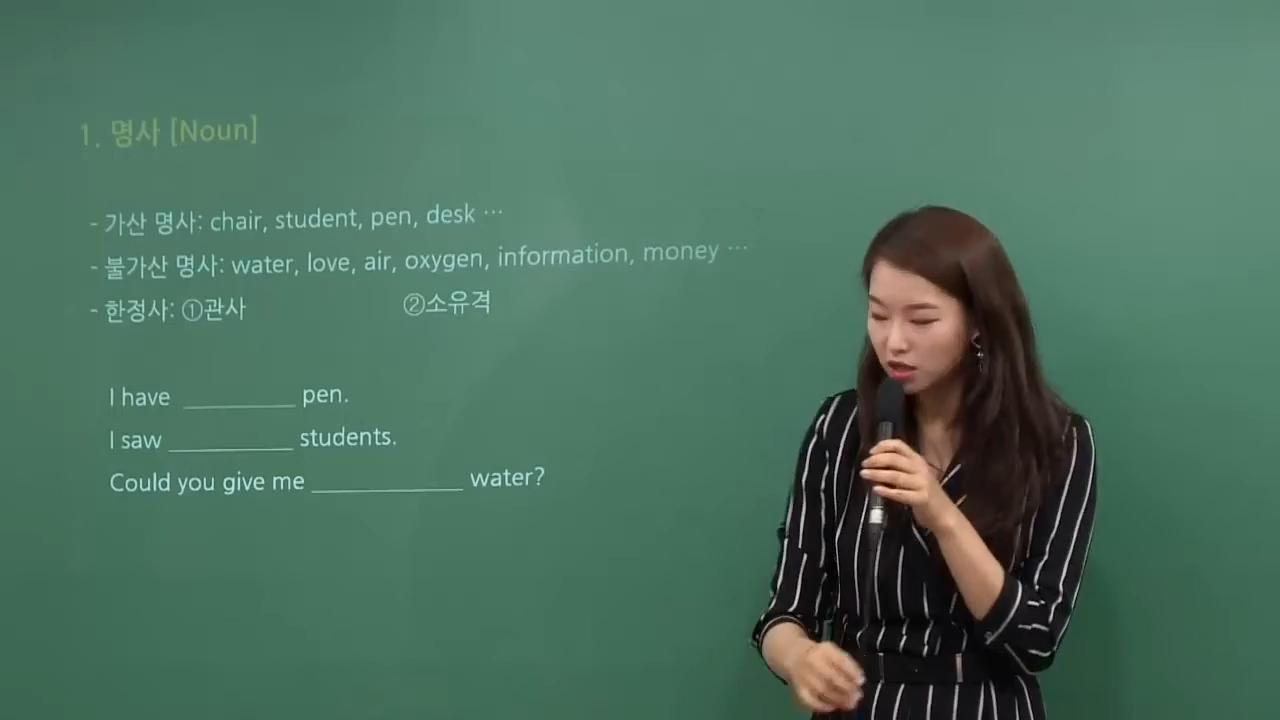 1. 명사 [Noun]
- 가산 명사: chair, student, pen, desk ···
- 불가산 명사: water, love, air, oxygen, information, money ···
- 한정사: ①관사 ②소유격
I have ________ pen.
I saw _________ students.
Could you give me ___________ water?